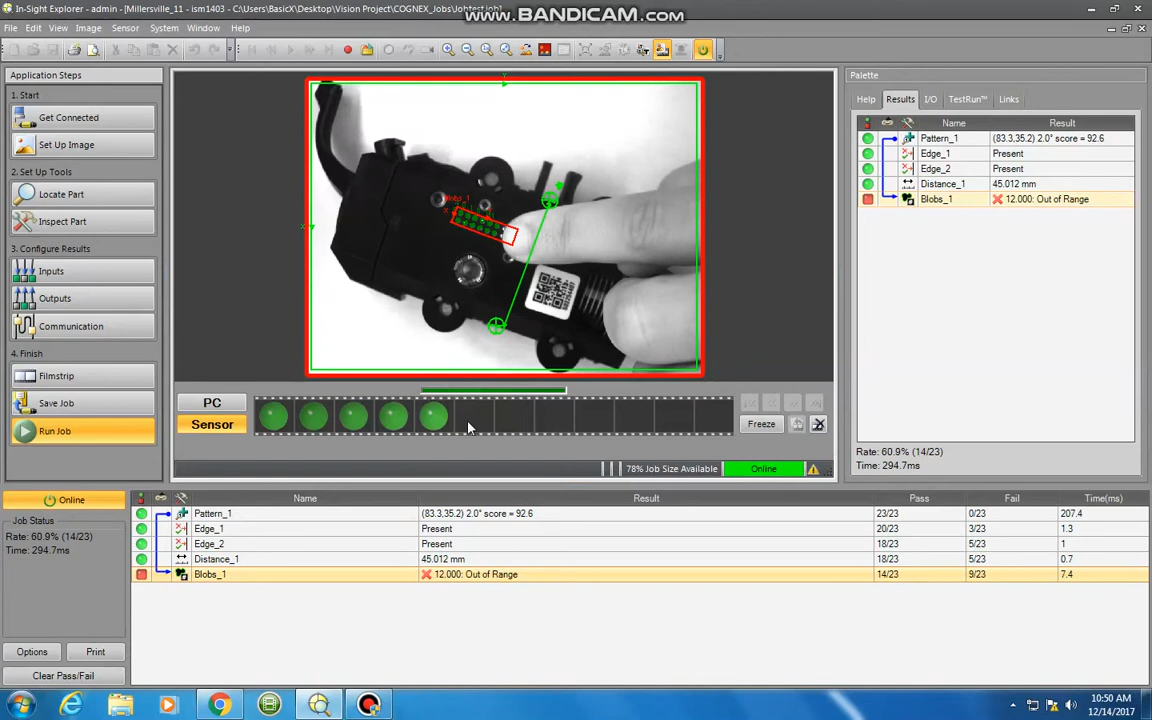 In-Sight Explorer - admin - [Millersville_11 - ism1403 - C:\Users\BasicX\Desktop\Vision Project\COGNEX_Jobs\Jobtest.job]
www.BANDICAM.com
File Edit View Image Sensor System Window Help
Application Steps
1. Start
Get Connected
Set Up Image
2. Set Up Tools
Locate Part
Inspect Part
3. Configure Results
Inputs
Outputs
Communication
4. Finish
Filmstrip
Save Job
Run Job
Blobs_1
PC
Sensor
Freeze
78% Job Size Available
Online
Palette
Help Results I/O TestRun™ Links
Name Result
Pattern_1 (83.3,35.2) 2.0° score = 92.6
Edge_1 Present
Edge_2 Present
Distance_1 45.012 mm
Blobs_1 12.000: Out of Range
Rate: 60.9% (14/23)
Time: 294.7ms
Online
Job Status
Rate: 60.9% (14/23)
Time: 294.7ms
Options Print
Clear Pass/Fail
Name Result Pass Fail Time(ms)
Pattern_1 (83.3,35.2) 2.0° score = 92.6 23/23 0/23 207.4
Edge_1 Present 20/23 3/23 1.3
Edge_2 Present 18/23 5/23 1
Distance_1 45.012 mm 18/23 5/23 0.7
Blobs_1 12.000: Out of Range 14/23 9/23 7.4
10:50 AM
12/14/2017